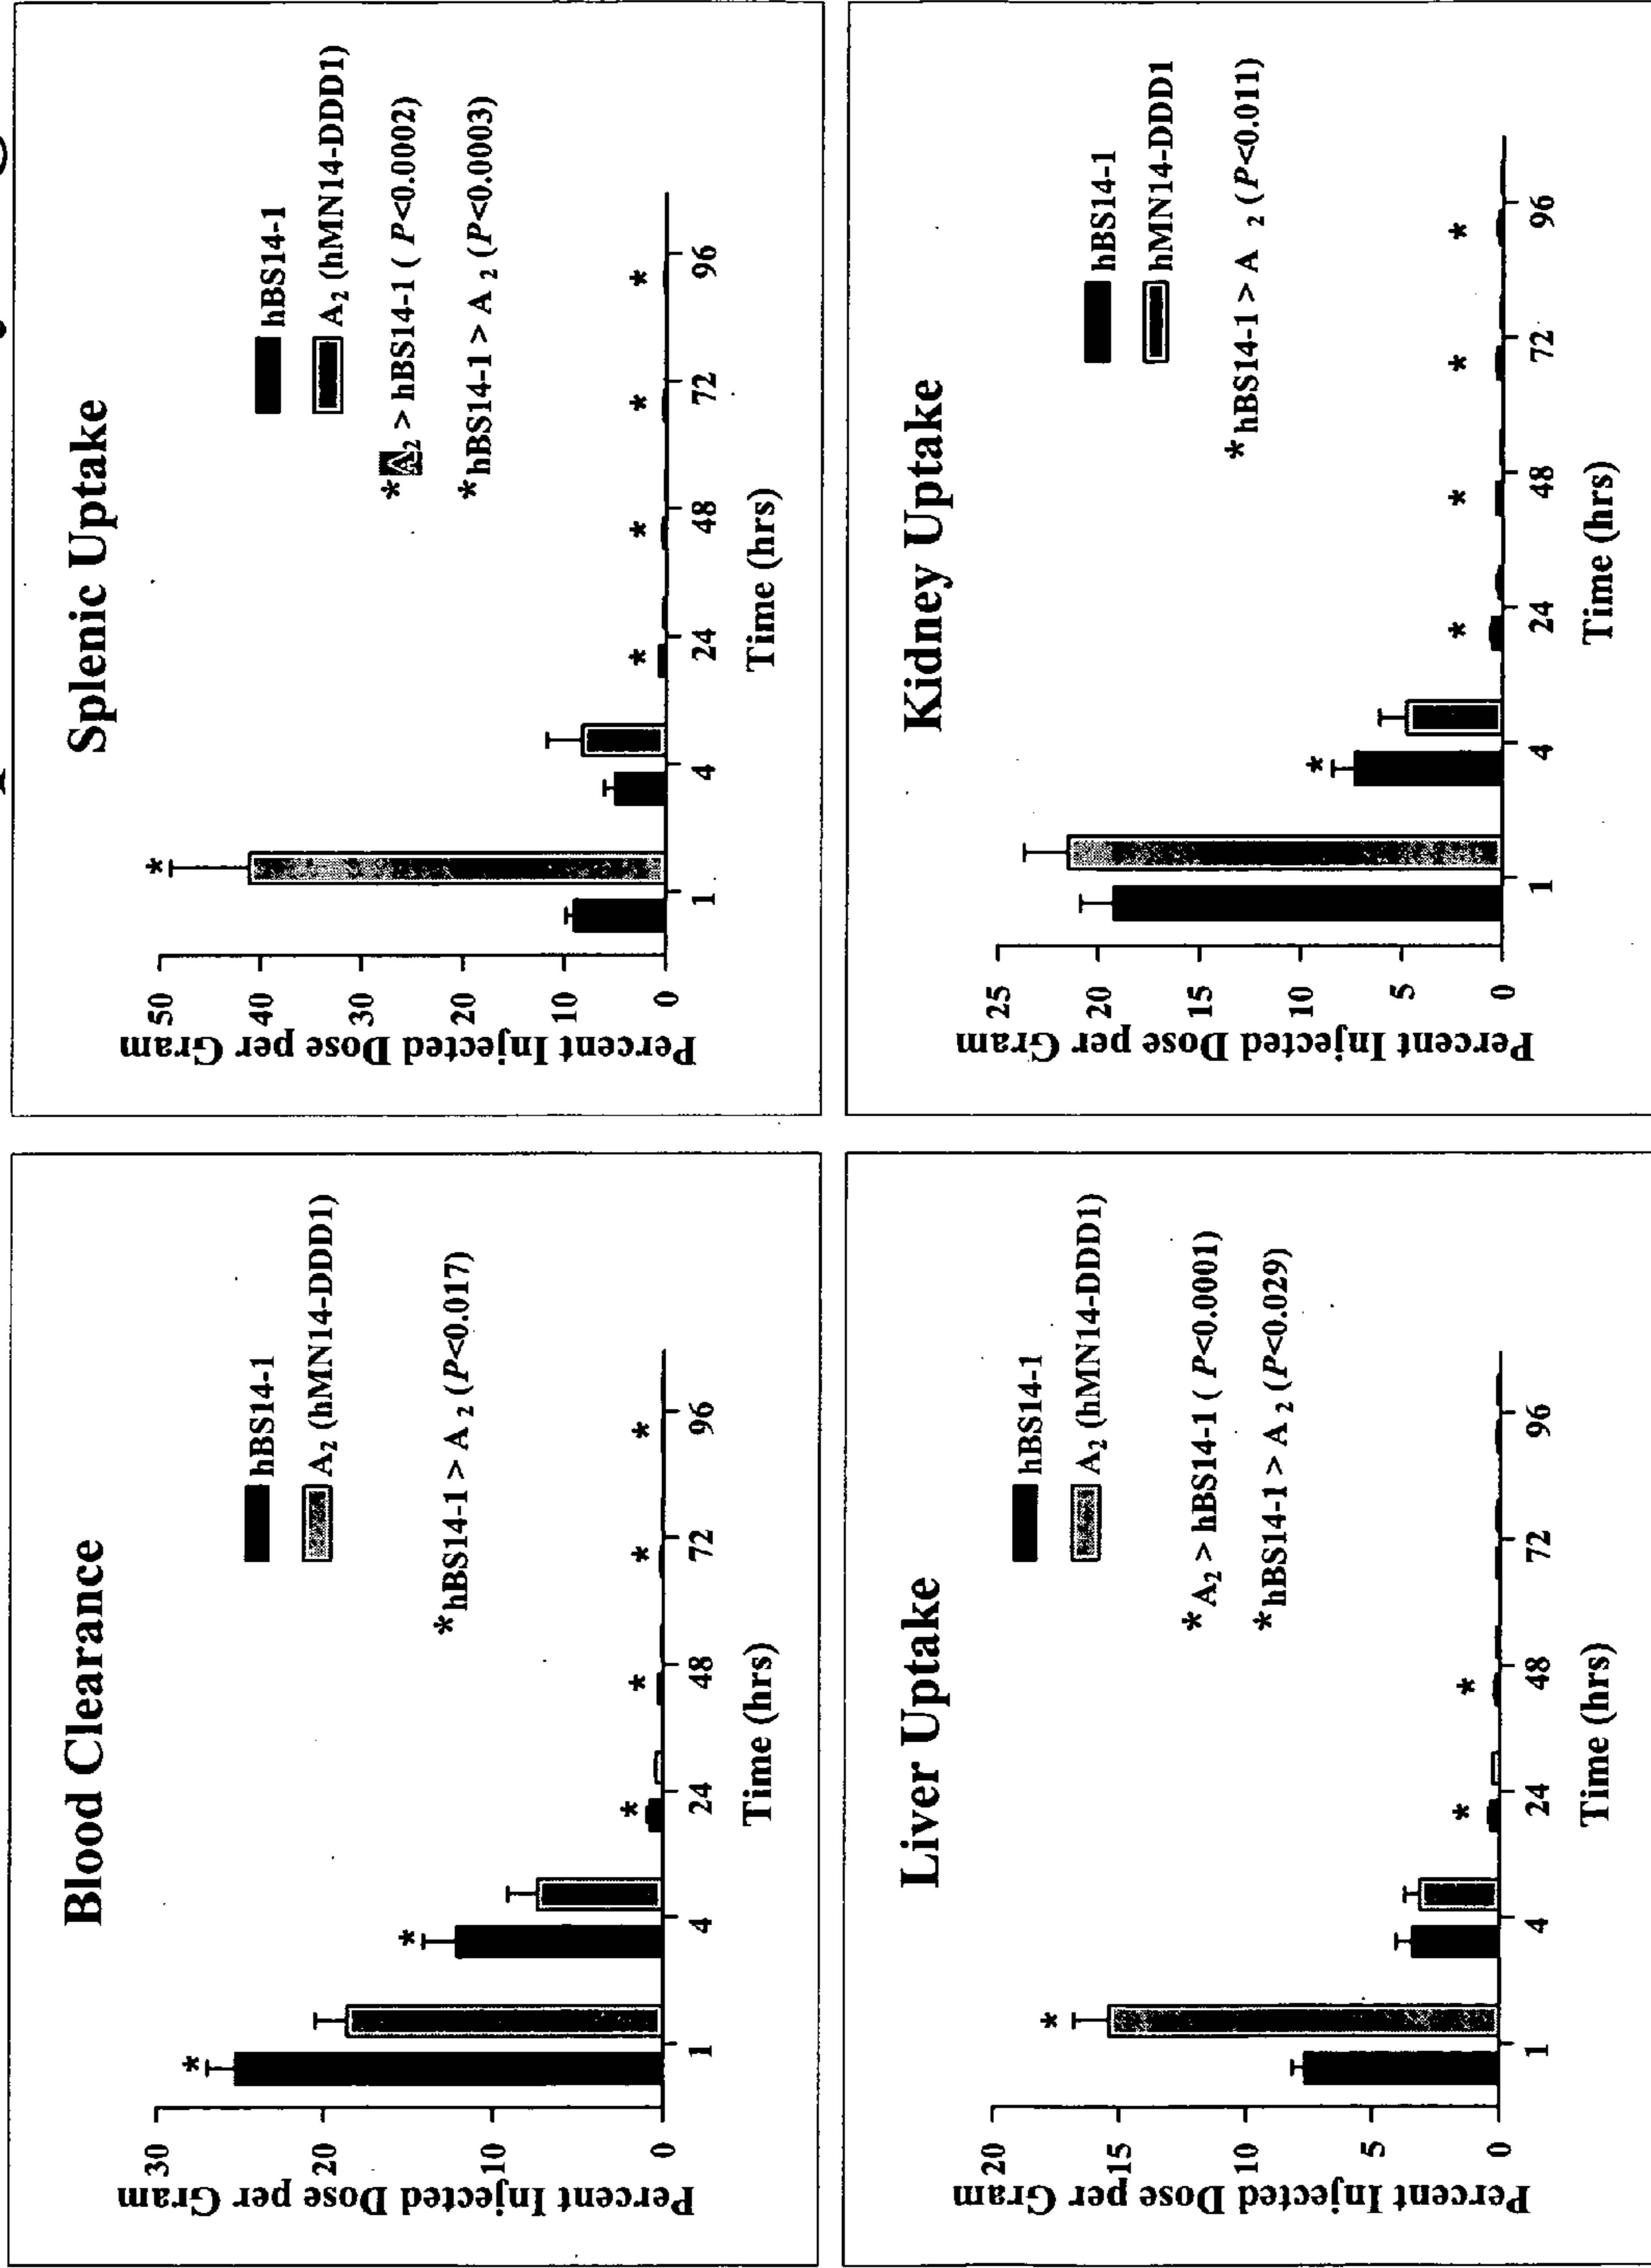 Blood Clearance
Percent Injected Dose per Gram
30
20
10
0
1
4
24
48
72
96
Time (hrs)
hBS14-1
A2 (hMN14-DDD1)
*hBS14-1 > A 2 (P<0.017)
*
*
*
*
*
*
Splenic Uptake
Percent Injected Dose per Gram
50
40
30
20
10
0
1
4
24
48
72
96
Time (hrs)
hBS14-1
A2 (hMN14-DDD1)
*A2 > hBS14-1 ( P<0.0002)
*hBS14-1 > A 2 (P<0.0003)
*
*
*
*
*
Liver Uptake
Percent Injected Dose per Gram
20
15
10
5
0
1
4
24
48
72
96
Time (hrs)
hBS14-1
A2 (hMN14-DDD1)
*A2 > hBS14-1 ( P<0.0001)
*hBS14-1 > A 2 (P<0.029)
*
*
*
Kidney Uptake
Percent Injected Dose per Gram
25
20
15
10
5
0
1
4
24
48
72
96
Time (hrs)
hBS14-1
hMN14-DDD1
*hBS14-1 > A 2 (P<0.011)
*
*
*
*
*